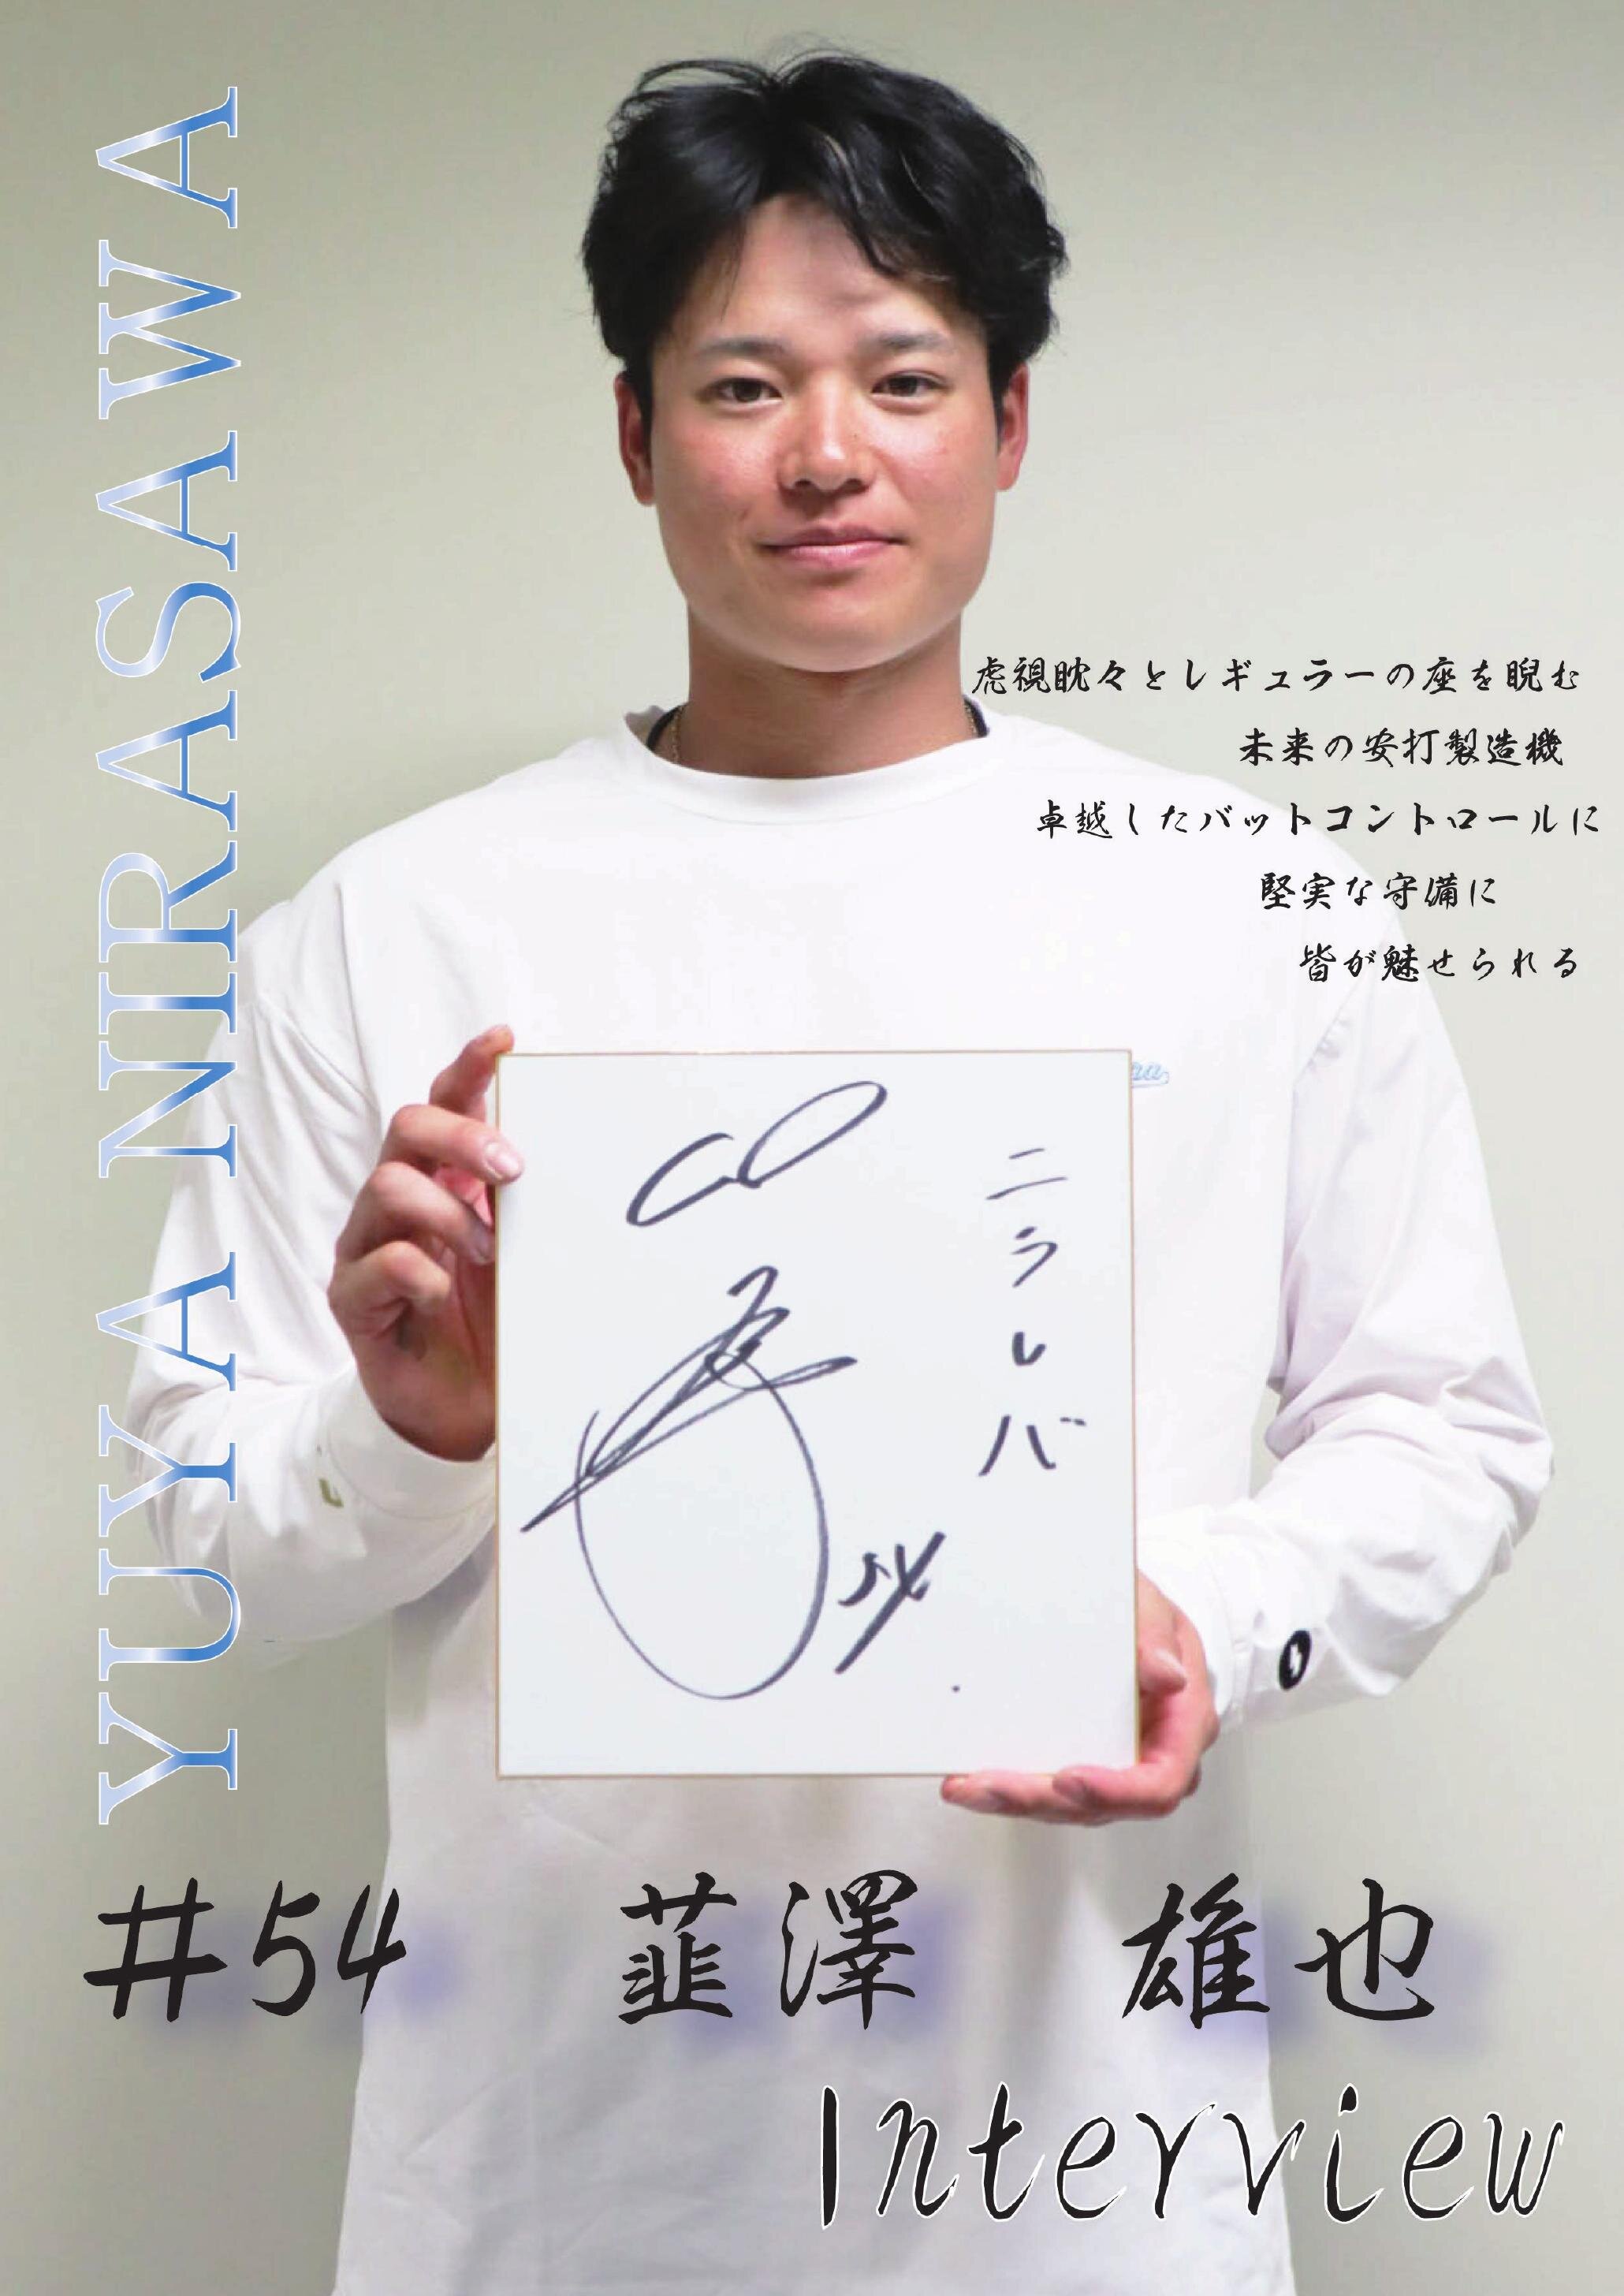 YUYA NIRASAWA
虎視眈々とレギュラーの座を睨む
未来の安打製造機
卓越したバットコントロールに
堅実な守備に
皆が魅せられる
ニラレバ
54
#54 韮澤 雄也
Interview